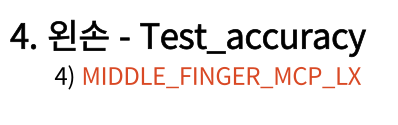 4. 왼손 - Test_accuracy
4) MIDDLE_FINGER_MCP_LX